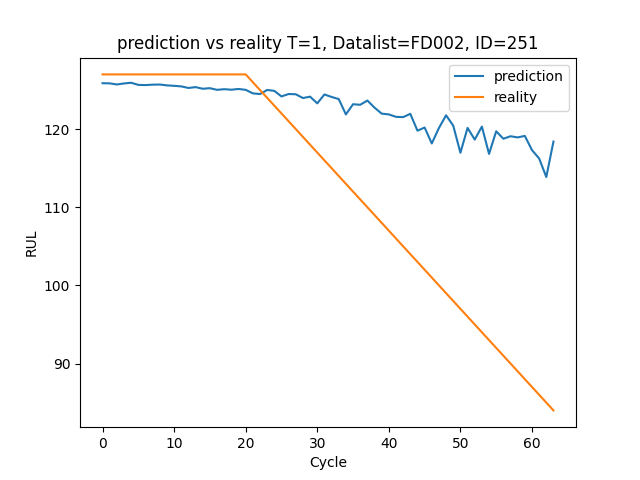 prediction vs reality T=1, Datalist=FD002, ID=251
prediction
reality
120
110
100
90
RUL
0 10 20 30 40 50 60
Cycle